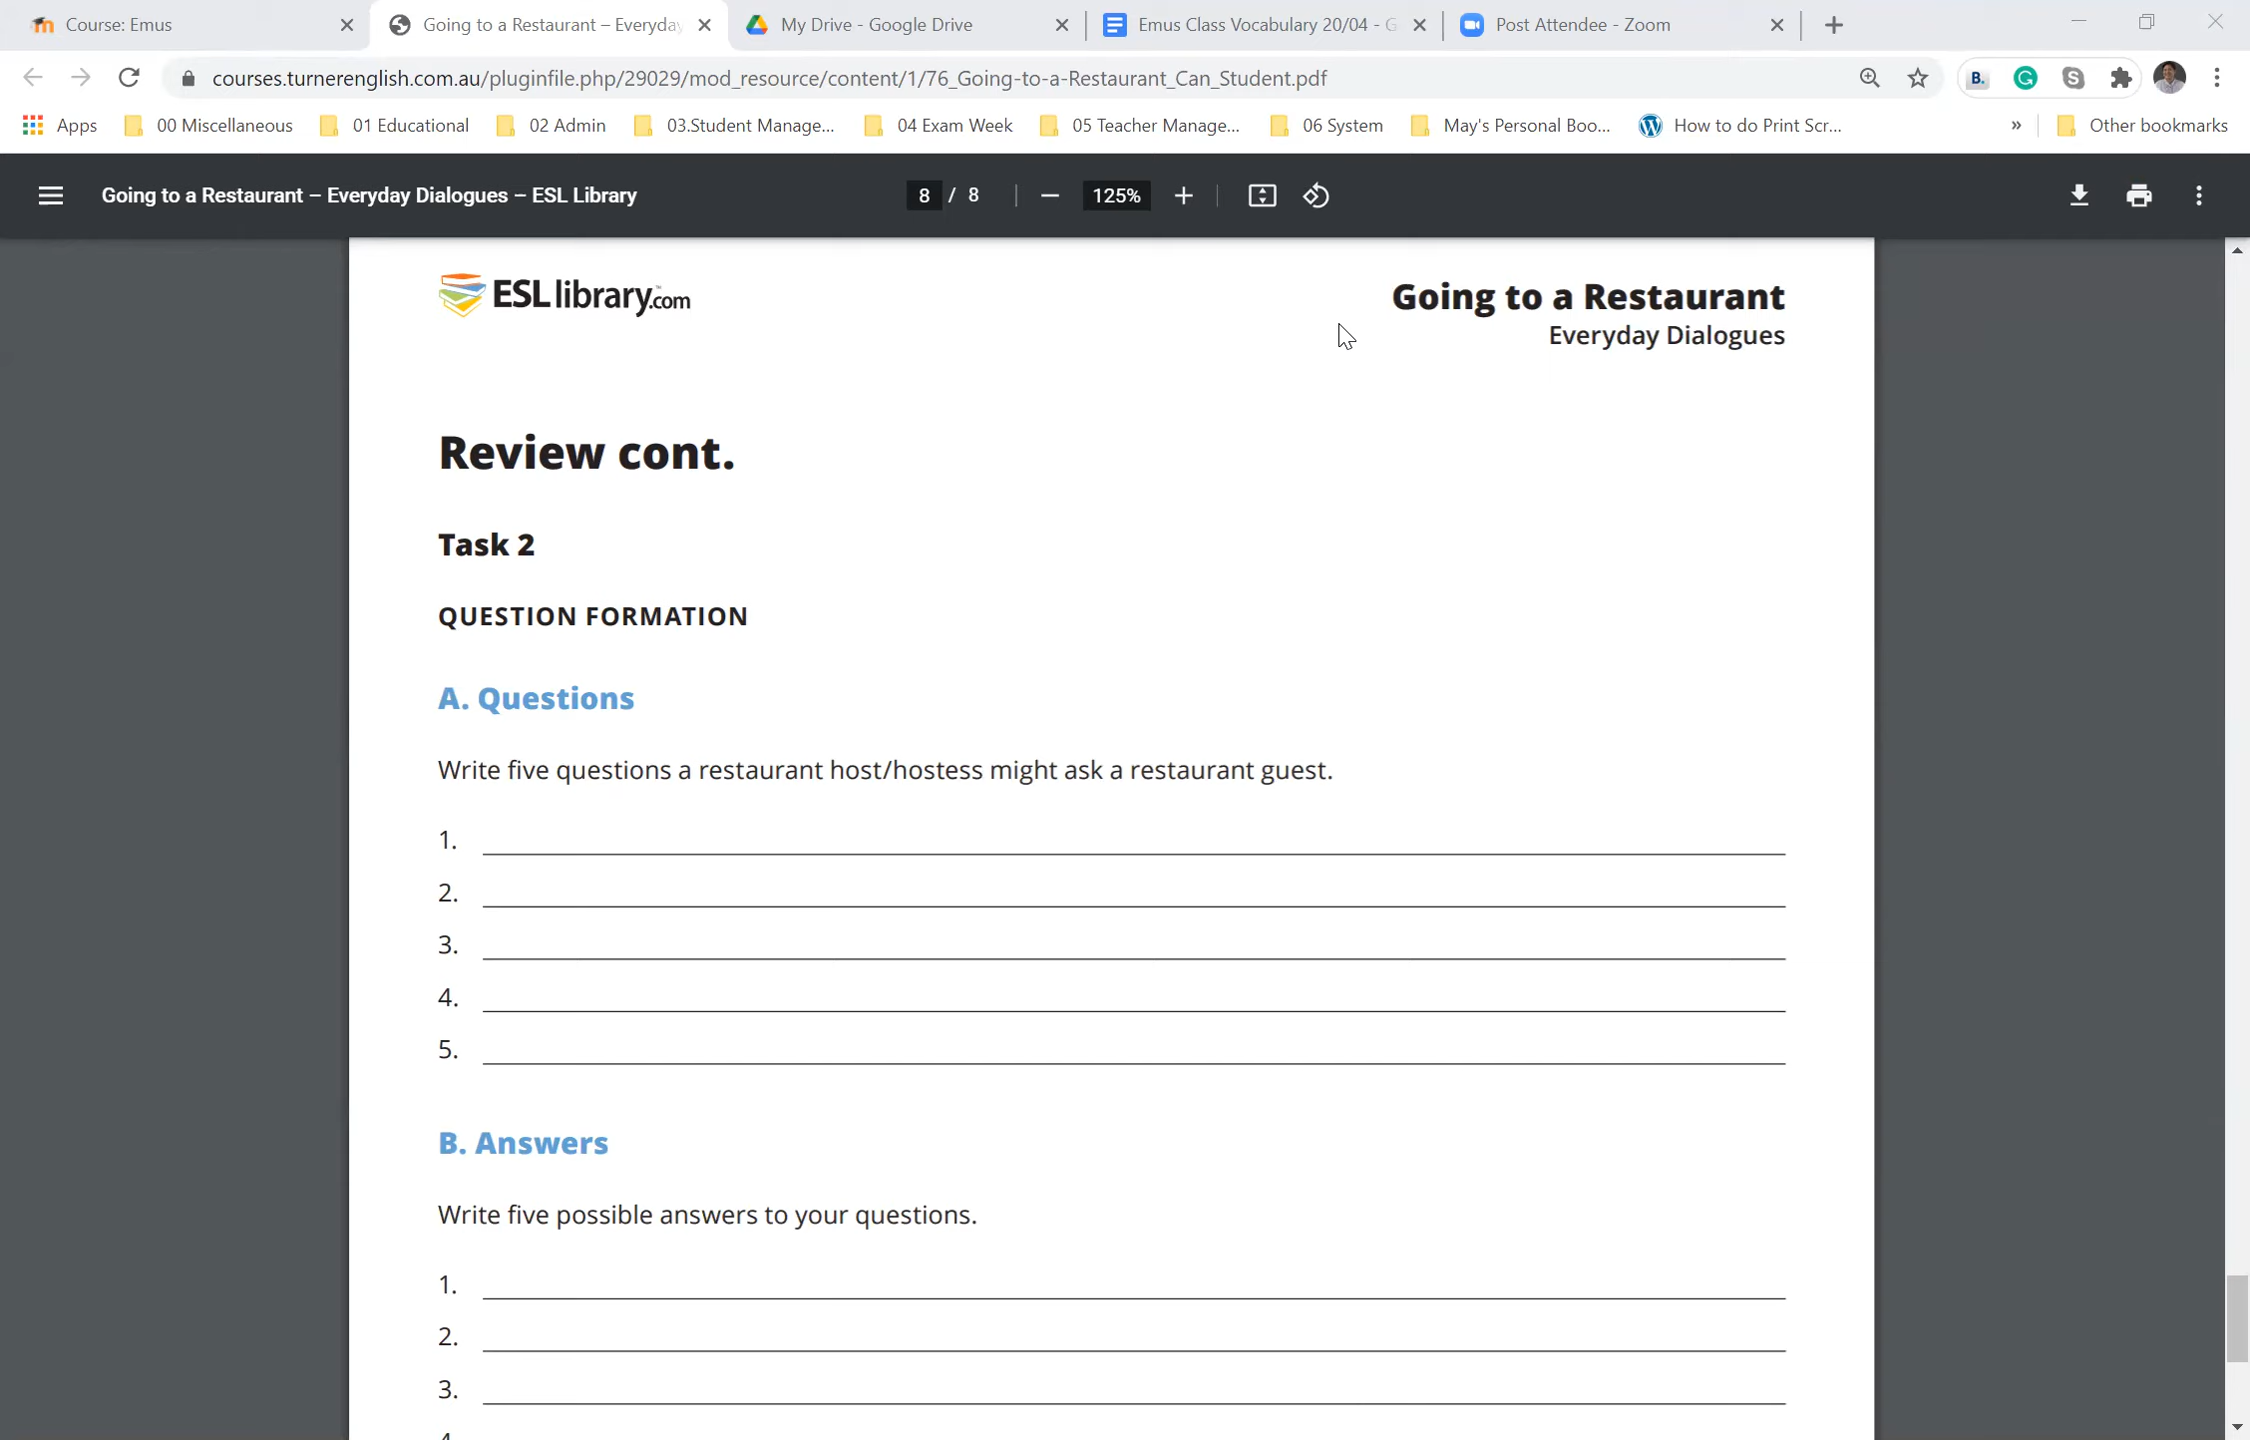 Course: Emus
Going to a Restaurant – Everyday
My Drive - Google Drive
Emus Class Vocabulary 20/04 - G
Post Attendee - Zoom
courses.turnerenglish.com.au/pluginfile.php/29029/mod_resource/content/1/76_Going-to-a-Restaurant_Can_Student.pdf
B.
Apps
00 Miscellaneous
01 Educational
02 Admin
03.Student Manage...
04 Exam Week
05 Teacher Manage...
06 System
May's Personal Boo...
How to do Print Scr...
»
Other bookmarks
Going to a Restaurant – Everyday Dialogues – ESL Library
8 / 8
125%
ESL library.com
Going to a Restaurant
Everyday Dialogues
Review cont.
Task 2
QUESTION FORMATION
A. Questions
Write five questions a restaurant host/hostess might ask a restaurant guest.
1.
2.
3.
4.
5.
B. Answers
Write five possible answers to your questions.
1.
2.
3.
4.